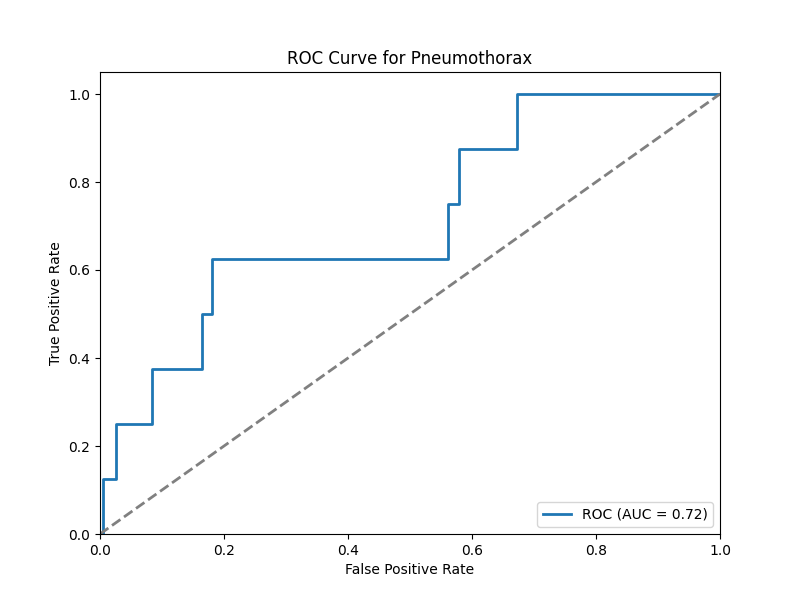 ROC Curve for Pneumothorax
True Positive Rate
1.0
0.8
0.6
0.4
0.2
0.0
0.0 0.2 0.4 0.6 0.8 1.0
False Positive Rate
ROC (AUC = 0.72)